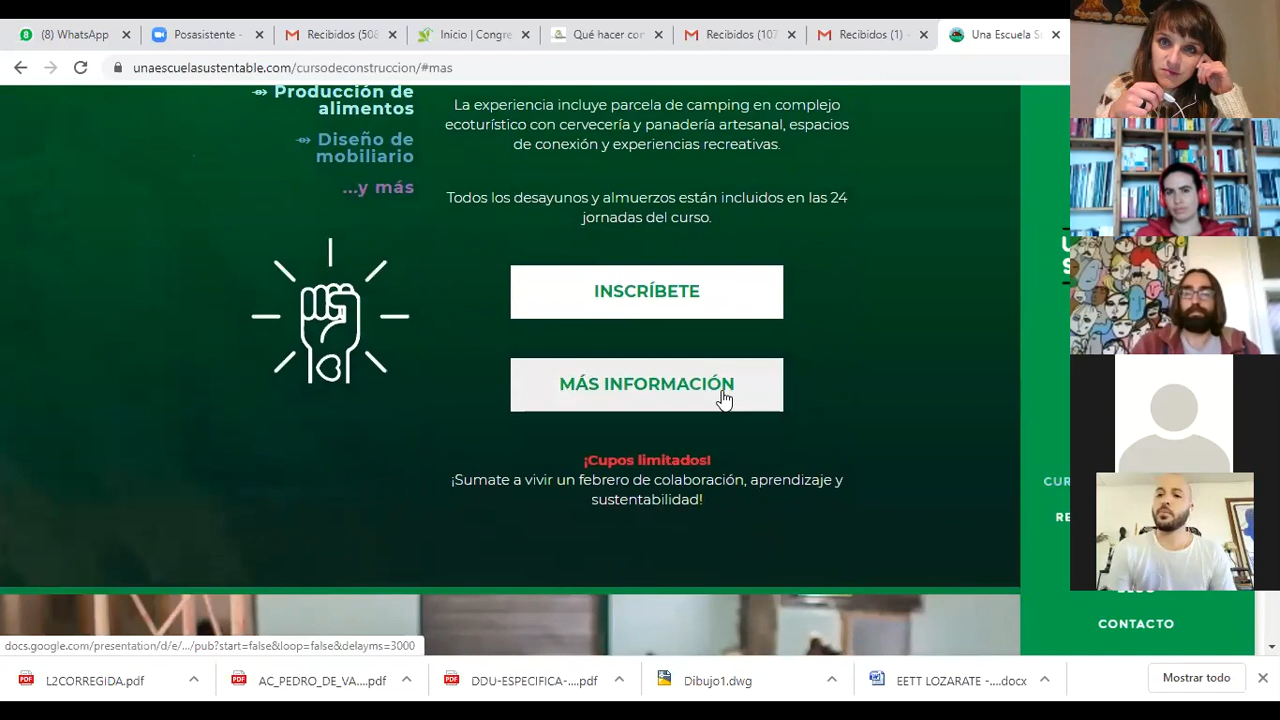 (8) WhatsApp
Posasistente -
Recibidos (508
Inicio | Congre
Qué hacer con
Recibidos (107
Recibidos (1) -
Una Escuela S
unaescuelasustentable.com/cursodeconstruccion/#mas
⇴ Producción de
alimentos
⇴ Diseño de
mobiliario
...y más
La experiencia incluye parcela de camping en complejo
ecoturístico con cervecería y panadería artesanal, espacios
de conexión y experiencias recreativas.
Todos los desayunos y almuerzos están incluidos en las 24
jornadas del curso.
INSCRÍBETE
MÁS INFORMACIÓN
¡Cupos limitados!
¡Sumate a vivir un febrero de colaboración, aprendizaje y
sustentabilidad!
CUR
RE
CONTACTO
docs.google.com/presentation/d/e/.../pub?start=false&loop=false&delayms=3000
L2CORREGIDA.pdf
AC_PEDRO_DE_VA....pdf
DDU-ESPECIFICA-....pdf
Dibujo1.dwg
EETT LOZARATE -....docx
Mostrar todo